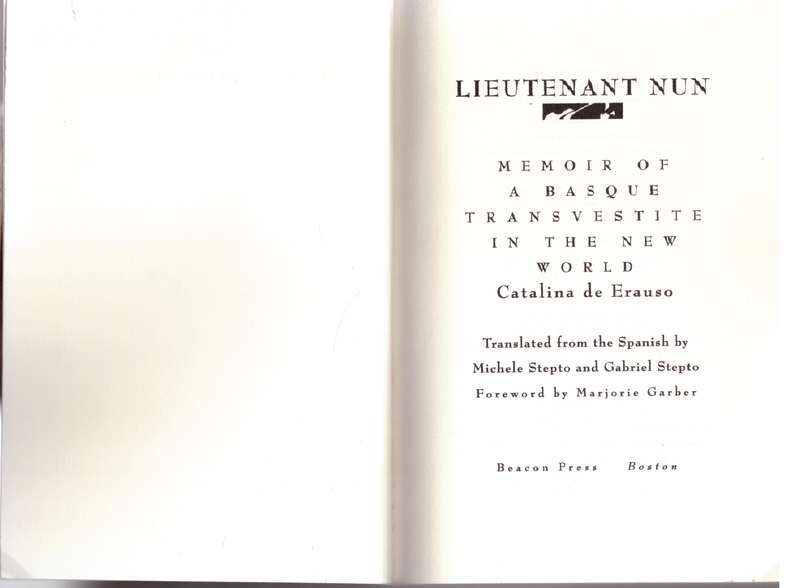 LIEUTENANT NUN
MEMOIR OF
A BASQUE
TRANSVESTITE
IN THE NEW
WORLD
Catalina de Erauso
Translated from the Spanish by
Michele Stepto and Gabriel Stepto
Foreword by Marjorie Garber
Beacon Press Boston